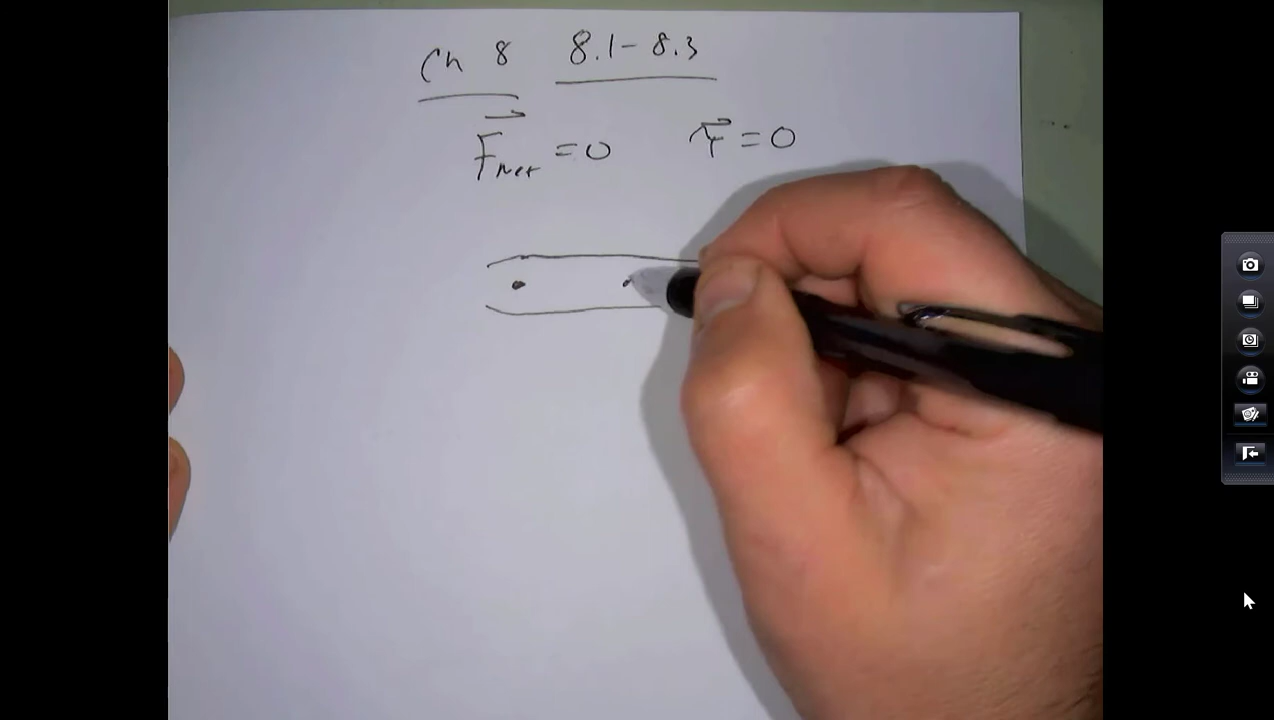 Ch 8 8.1-8.3
F⃗net = 0 τ⃗ = 0